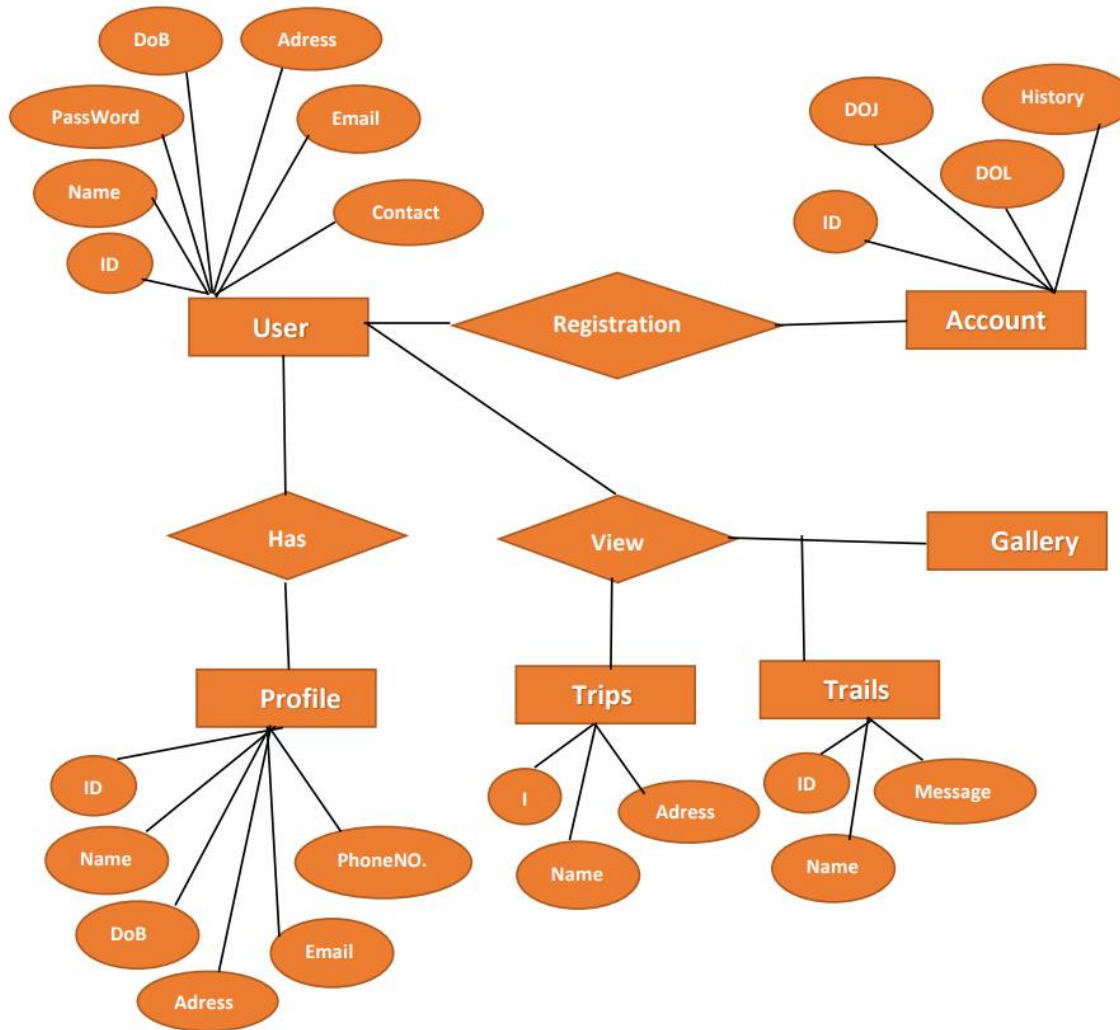 DoB
Adress
PassWord
Email
Name
Contact
ID
User
Registration
DOJ
History
DOL
ID
Account
Has
View
Gallery
Profile
Trips
Trails
ID
Name
DoB
Adress
Email
PhoneNO.
I
Name
Adress
ID
Name
Message